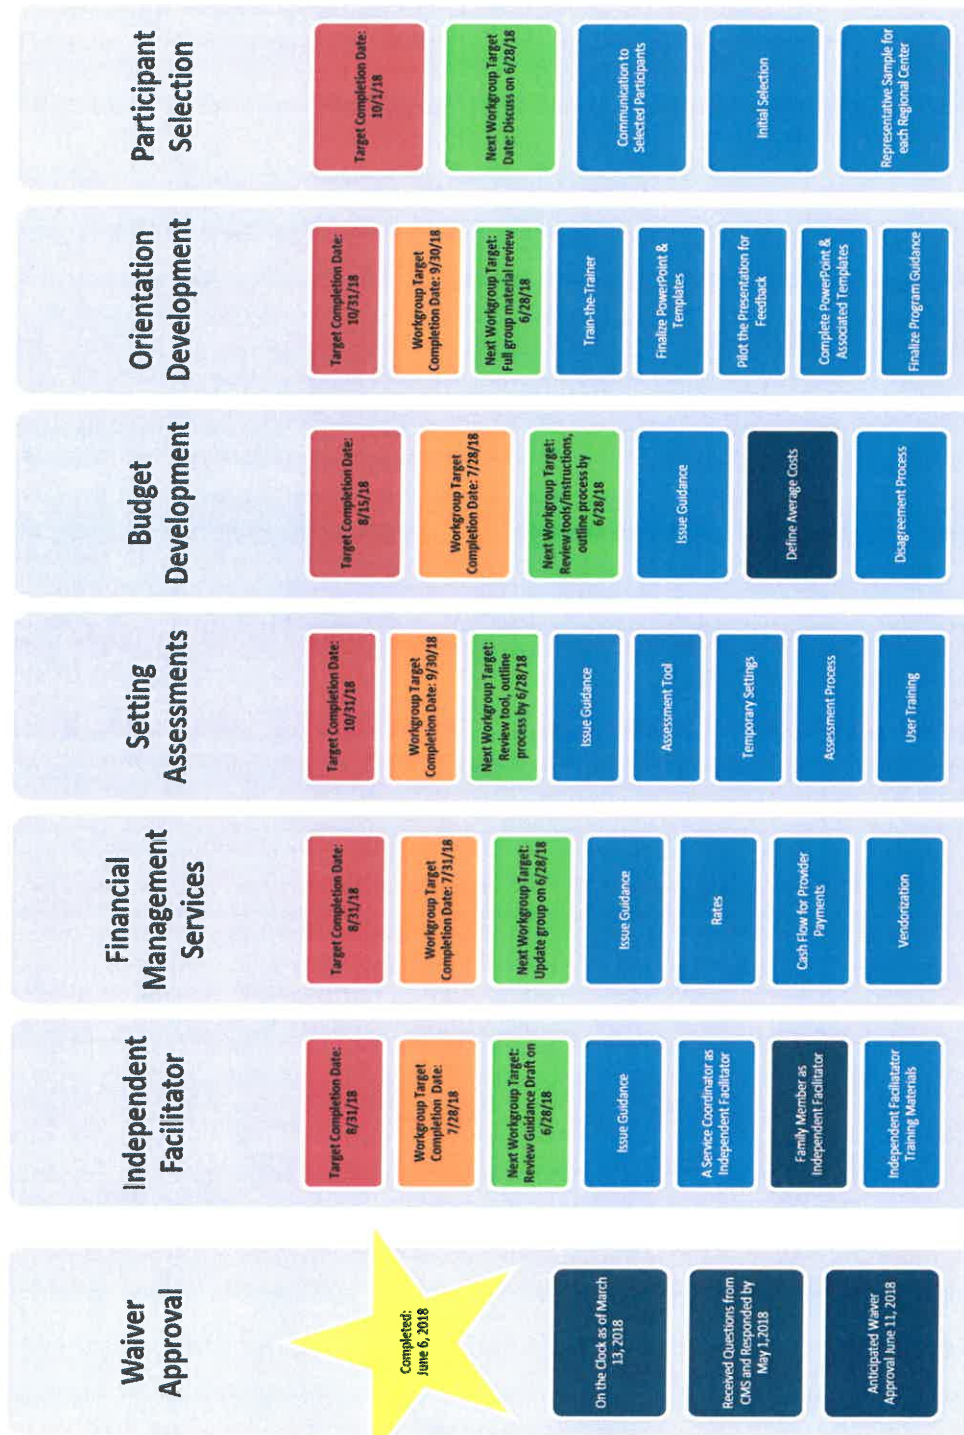 Waiver
Approval
Completed:
June 6, 2018
On the Clock as of March
13, 2018
Received Questions from
CMS and Responded by
May 1,2018
Anticipated Waiver
Approval June 11, 2018
Independent
Facilitator
Target Completion Date:
8/31/18
Workgroup Target
Completion Date:
7/28/18
Next Workgroup Target:
Review Guidance Draft on
6/28/18
Issue Guidance
A Service Coordinator as
Independent Facilitator
Family Member as
Independent Facilitator
Independent Faciliatator
Training Materials
Financial
Management
Services
Target Completion Date:
8/31/18
Workgroup Target
Completion Date: 7/31/18
Next Workgroup Target:
Update group on 6/28/18
Issue Guidance
Rates
Cash Flow for Provider
Payments
Vendorization
Setting
Assessments
Target Completion Date:
10/31/18
Workgroup Target
Completion Date: 9/30/18
Next Workgroup Target:
Review tool, outline
process by 6/28/18
Issue Guidance
Assessment Tool
Temporary Settings
Assessment Process
User Training
Budget
Development
Target Completion Date:
8/15/18
Workgroup Target
Completion Date: 7/28/18
Next Workgroup Target:
Review tools/instructions,
outline process by
6/28/18
Issue Guidance
Define Average Costs
Disagreement Process
Orientation
Development
Target Completion Date:
10/31/18
Workgroup Target
Completion Date: 9/30/18
Next Workgroup Target:
Full group material review
6/28/18
Train-the-Trainer
Finalize PowerPoint &
Templates
Pilot the Presentation for
Feedback
Complete PowerPoint &
Associated Templates
Finalize Program Guidance
Participant
Selection
Target Completion Date:
10/1/18
Next Workgroup Target
Date: Discuss on 6/28/18
Communication to
Selected Participants
Initial Selection
Representative Sample for
each Regional Center